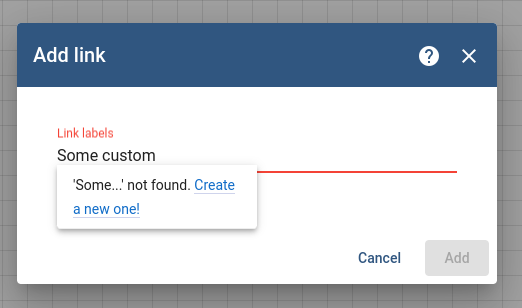 Add link
Link labels
Some custom
'Some...' not found. Create
a new one!
Cancel Add